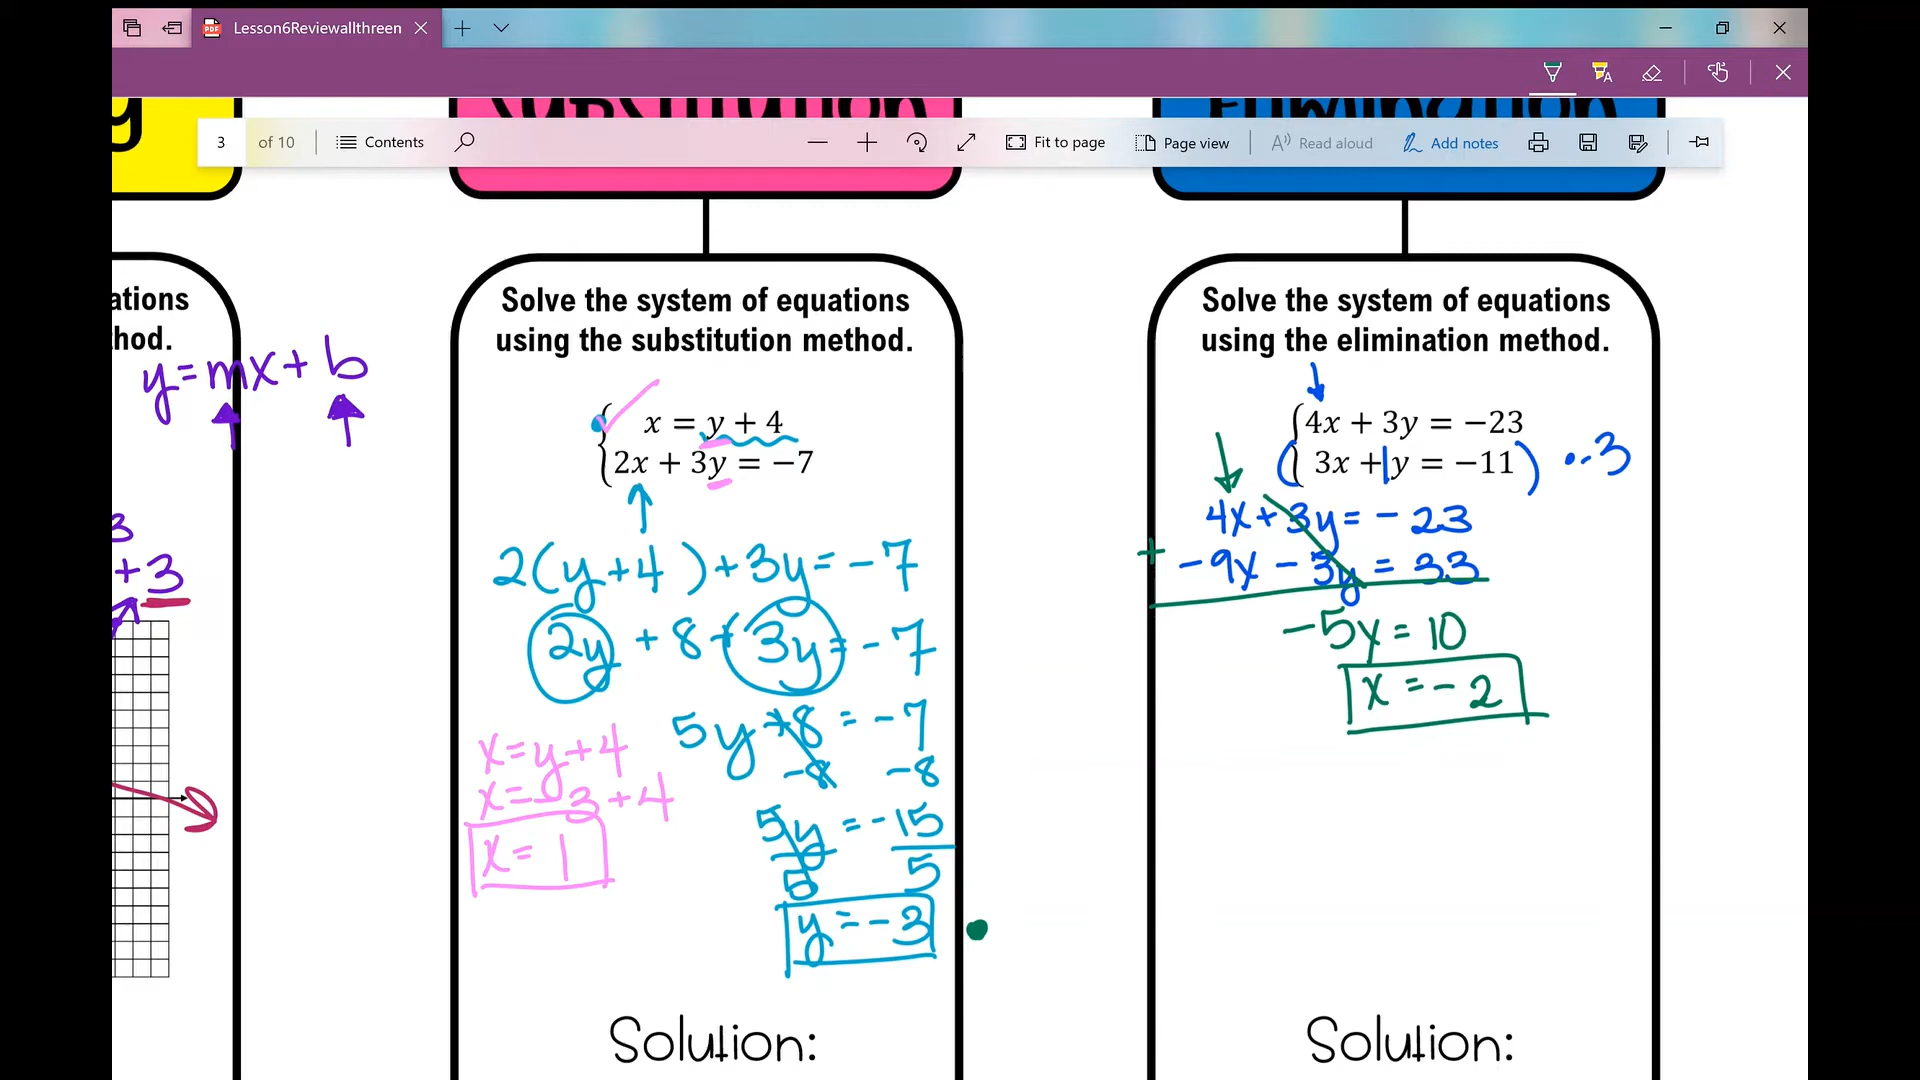 Lesson6Reviewallthreen
y
Substitution
Elimination
3 of 10
Contents
Fit to page
Page view
Read aloud
Add notes
ations
hod.
y=mx+b
3
+3
Solve the system of equations
using the substitution method.
x = y + 4
2x + 3y = −7
2(y+4)+3y=-7
2y+8+3y=-7
5y+8=-7
-8 -8
5y=-15
5 5
y=-3
x=y+4
x=-3+4
x=1
Solution:
Solve the system of equations
using the elimination method.
4x + 3y = −23
(3x + 1y = −11) •-3
4x+3y=-23
+ -9x-3y=33
-5y=10
x=-2
Solution: